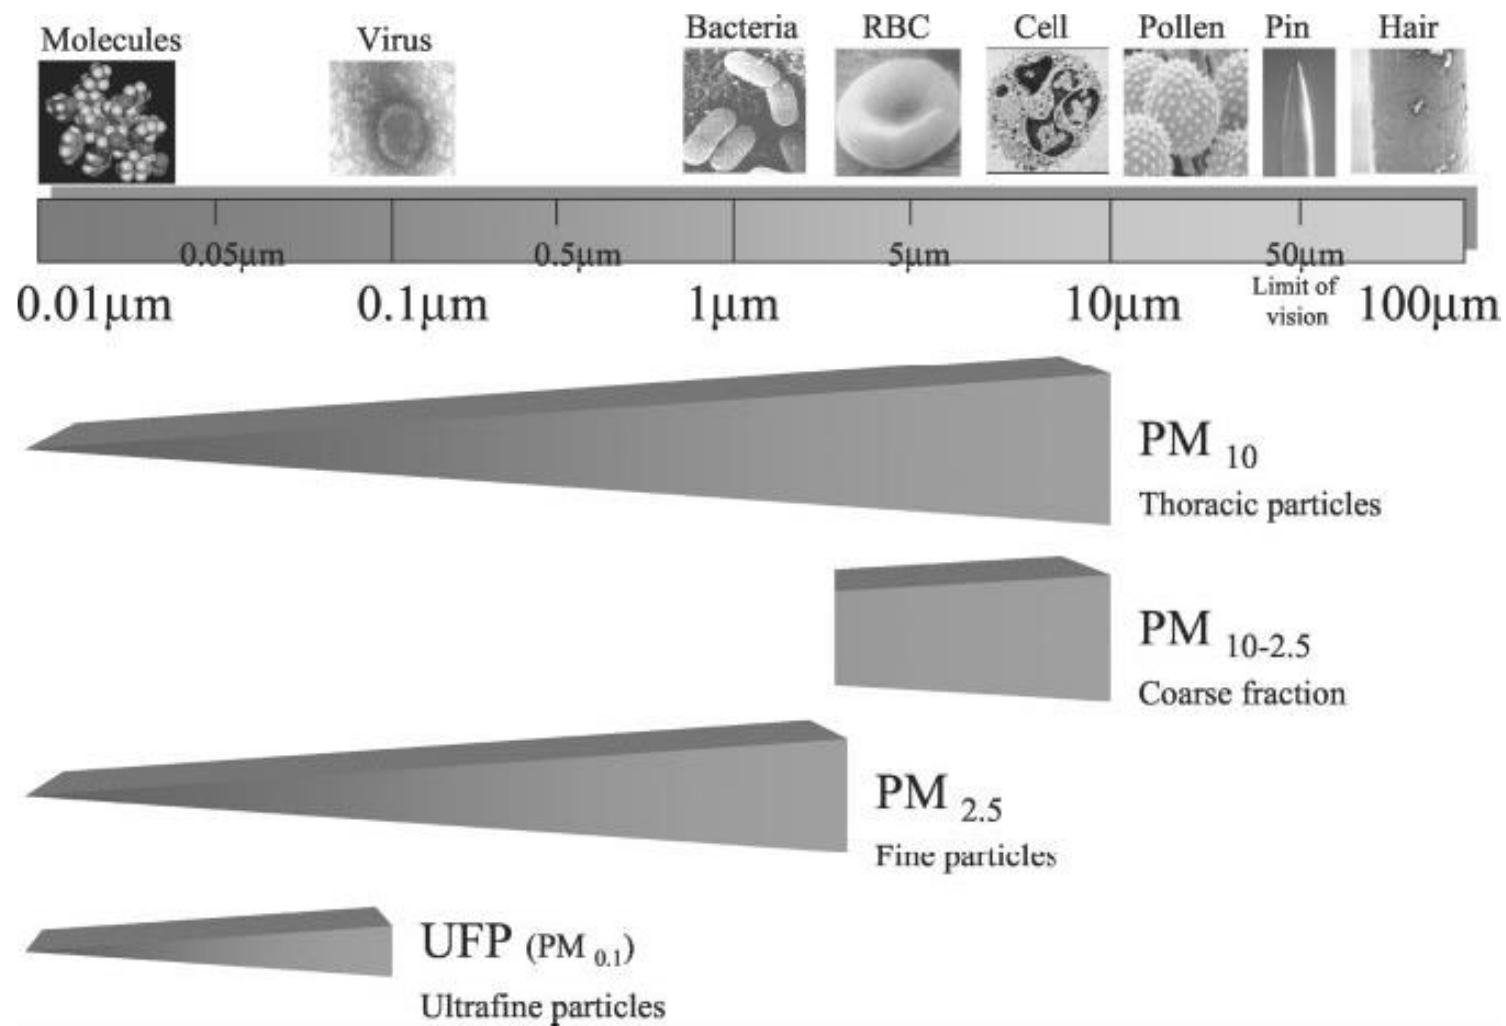 Molecules
Virus
Bacteria
RBC
Cell
Pollen
Pin
Hair
0.05μm
0.5μm
5μm
50μm
0.01μm
0.1μm
1μm
10μm
Limit of
vision
100μm
PM 10
Thoracic particles
PM 10-2.5
Coarse fraction
PM 2.5
Fine particles
UFP (PM 0.1)
Ultrafine particles